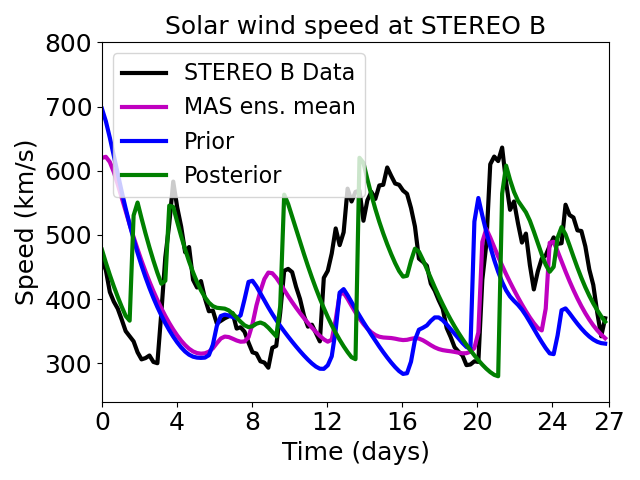 Solar wind speed at STEREO B
800
700
600
500
400
300
Speed (km/s)
STEREO B Data
MAS ens. mean
Prior
Posterior
0 4 8 12 16 20 24 27
Time (days)